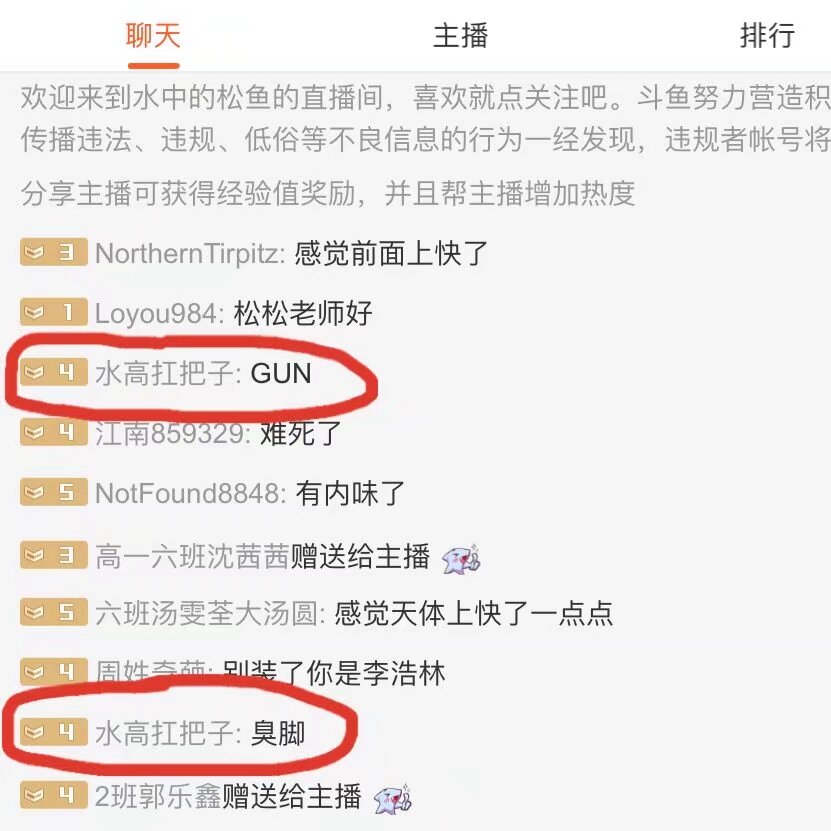 聊天 主播 排行
欢迎来到水中的松鱼的直播间，喜欢就点关注吧。斗鱼努力营造积
传播违法、违规、低俗等不良信息的行为一经发现，违规者帐号将
分享主播可获得经验值奖励，并且帮主播增加热度
3 NorthernTirpitz: 感觉前面上快了
1 Loyou984: 松松老师好
4 水高扛把子: GUN
4 江南859329: 难死了
5 NotFound8848: 有内味了
3 高一六班沈茜茜赠送给主播
5 六班汤雯荃大汤圆: 感觉天体上快了一点点
4 周姓奇葩: 别装了你是李浩林
4 水高扛把子: 臭脚
4 2班郭乐鑫赠送给主播